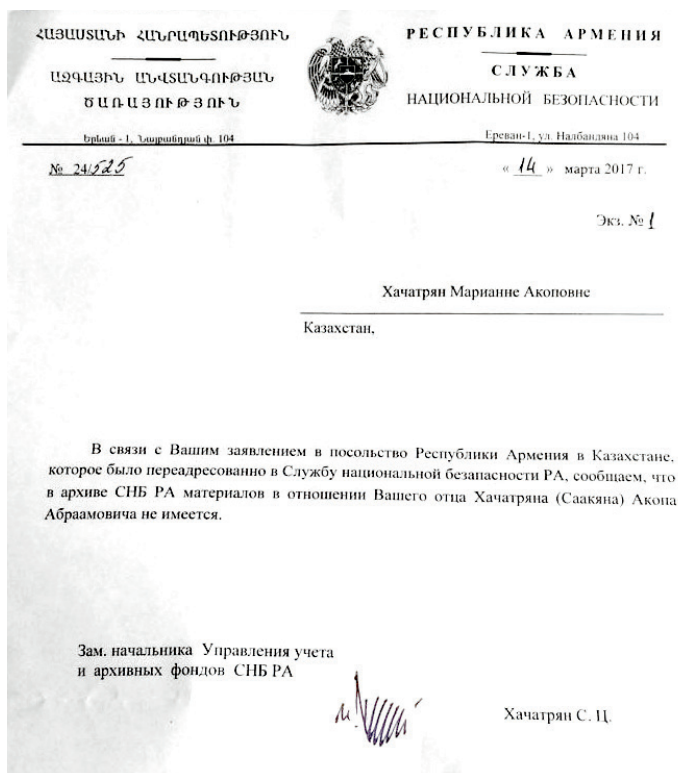 ՀԱՅԱՍՏԱՆԻ ՀԱՆՐԱՊԵՏՈՒԹՅՈՒՆ
ԱԶԳԱՅԻՆ ԱՆՎՏԱՆԳՈՒԹՅԱՆ
ԾԱՌԱՅՈՒԹՅՈՒՆ
Երևան - 1, Նալբանդյան փ. 104
РЕСПУБЛИКА АРМЕНИЯ
СЛУЖБА
НАЦИОНАЛЬНОЙ БЕЗОПАСНОСТИ
Ереван-1, ул. Налбандяна 104
№ 24/525
« 14 » марта 2017 г.
Экз. № 1
Хачатрян Марианне Акоповне
Казахстан,
В связи с Вашим заявлением в посольство Республики Армения в Казахстане,
которое было переадресованно в Службу национальной безапасности РА, сообщаем, что
в архиве СНБ РА материалов в отношении Вашего отца Хачатряна (Саакяна) Акопа
Абраамовича не имеется.
Зам. начальника Управления учета
и архивных фондов СНБ РА
Хачатрян С. Ц.